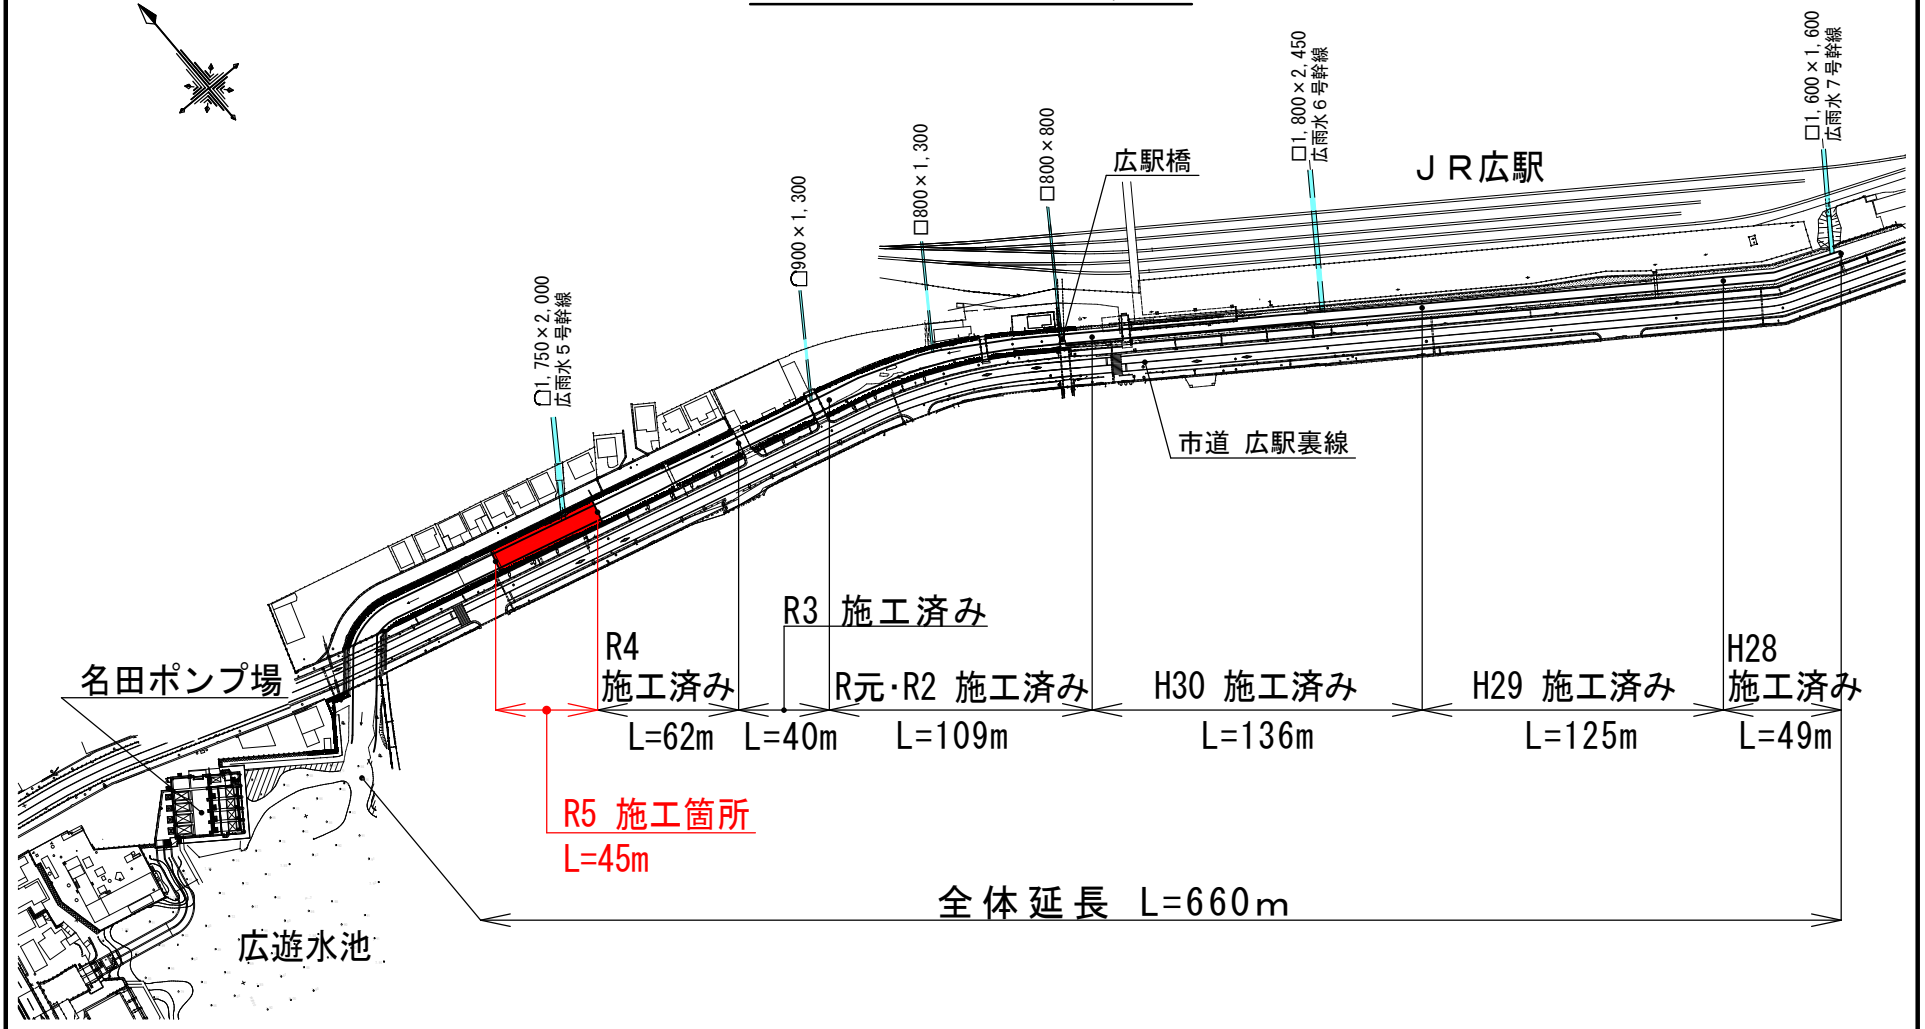 □1,600×1,600
広雨水7号幹線
□1,800×2,450
広雨水6号幹線
JR広駅
□800×800
広駅橋
□800×1,300
900×1,300
1,750×2,000
広雨水5号幹線
市道 広駅裏線
R3 施工済み
R4
施工済み
L=62m
L=40m
R元・R2 施工済み
L=109m
H30 施工済み
L=136m
H29 施工済み
L=125m
H28
施工済み
L=49m
名田ポンプ場
R5 施工箇所
L=45m
全体延長 L=660m
広遊水池